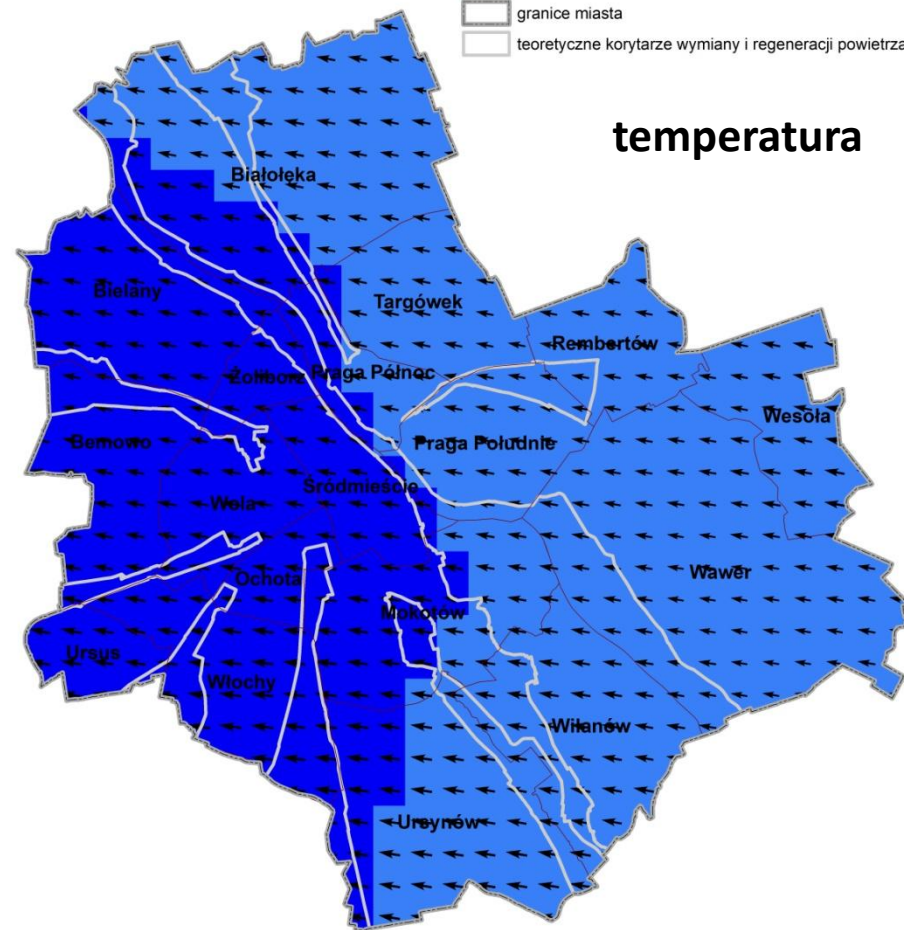 granice miasta
teoretyczne korytarze wymiany i regeneracji powietrza
temperatura
Białołęka
Bielany
Targówek
Rembertów
Żoliborz
Praga Północ
Wesoła
Bemowo
Praga Południe
Śródmieście
Wola
Wawer
Ochota
Mokotów
Ursus
Włochy
Wilanów
Ursynów